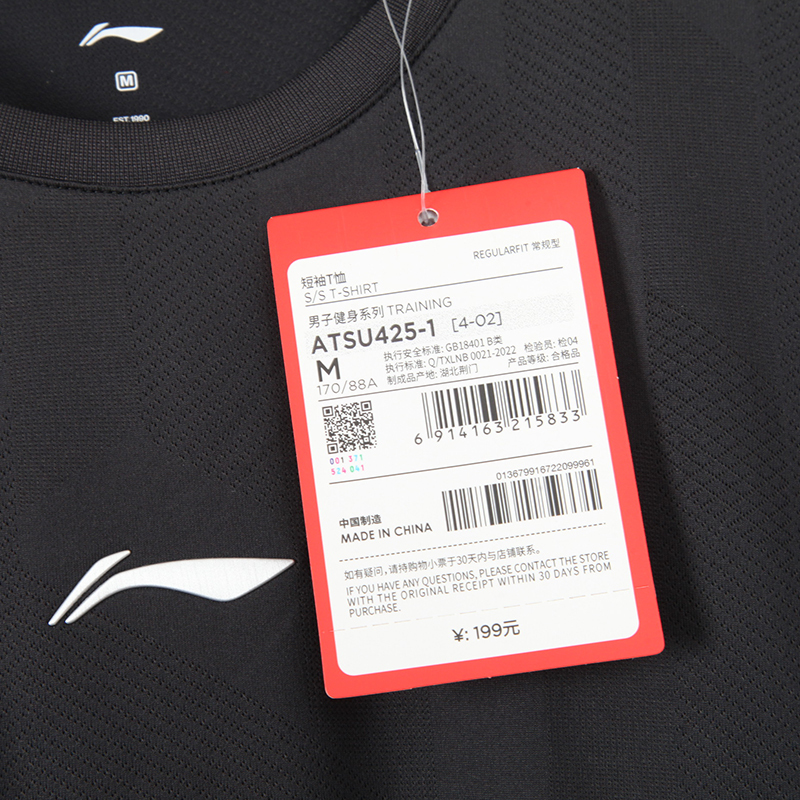 M
EST.1990
REGULARFIT 常规型
短袖T恤
S/S T-SHIRT
男子健身系列 TRAINING
ATSU425-1 [4-02]
M
170/88A
执行安全标准: GB18401 B类
执行标准: Q/TXLNB 0021-2022 检验员: 检04
制成品产地: 湖北荆门 产品等级: 合格品
001 371
524 041
6 914163 215833
013679916722099961
中国制造
MADE IN CHINA
如有疑问,请持购物小票于30天内与店铺联系。
IF YOU HAVE ANY QUESTIONS, PLEASE CONTACT THE STORE
WITH THE ORIGINAL RECEIPT WITHIN 30 DAYS FROM
PURCHASE.
¥: 199元